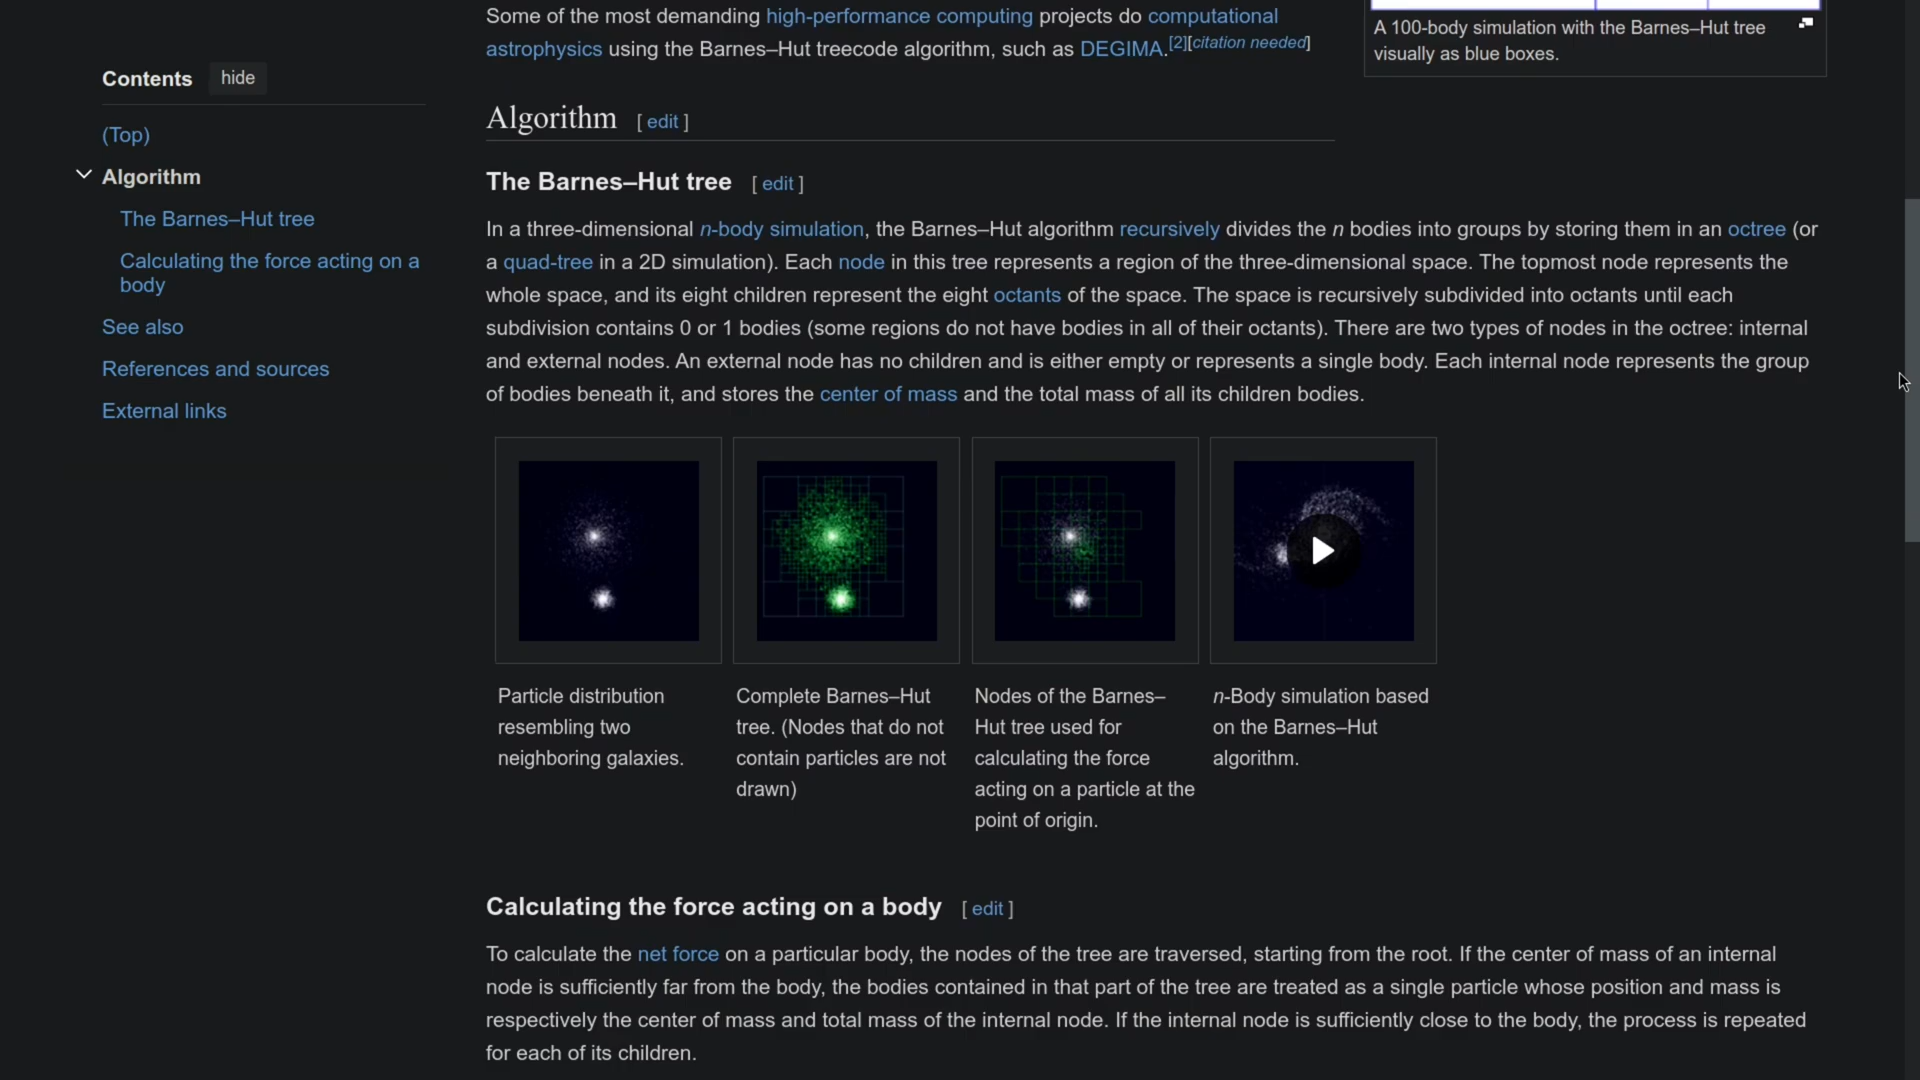 Some of the most demanding high-performance computing projects do computational
astrophysics using the Barnes–Hut treecode algorithm, such as DEGIMA.[2][citation needed]
A 100-body simulation with the Barnes–Hut tree
visually as blue boxes.
Contents hide
(Top)
Algorithm
The Barnes–Hut tree
Calculating the force acting on a
body
See also
References and sources
External links
Algorithm [ edit ]
The Barnes–Hut tree [ edit ]
In a three-dimensional n-body simulation, the Barnes–Hut algorithm recursively divides the n bodies into groups by storing them in an octree (or
a quad-tree in a 2D simulation). Each node in this tree represents a region of the three-dimensional space. The topmost node represents the
whole space, and its eight children represent the eight octants of the space. The space is recursively subdivided into octants until each
subdivision contains 0 or 1 bodies (some regions do not have bodies in all of their octants). There are two types of nodes in the octree: internal
and external nodes. An external node has no children and is either empty or represents a single body. Each internal node represents the group
of bodies beneath it, and stores the center of mass and the total mass of all its children bodies.
Particle distribution
resembling two
neighboring galaxies.
Complete Barnes–Hut
tree. (Nodes that do not
contain particles are not
drawn)
Nodes of the Barnes–
Hut tree used for
calculating the force
acting on a particle at the
point of origin.
n-Body simulation based
on the Barnes–Hut
algorithm.
Calculating the force acting on a body [ edit ]
To calculate the net force on a particular body, the nodes of the tree are traversed, starting from the root. If the center of mass of an internal
node is sufficiently far from the body, the bodies contained in that part of the tree are treated as a single particle whose position and mass is
respectively the center of mass and total mass of the internal node. If the internal node is sufficiently close to the body, the process is repeated
for each of its children.